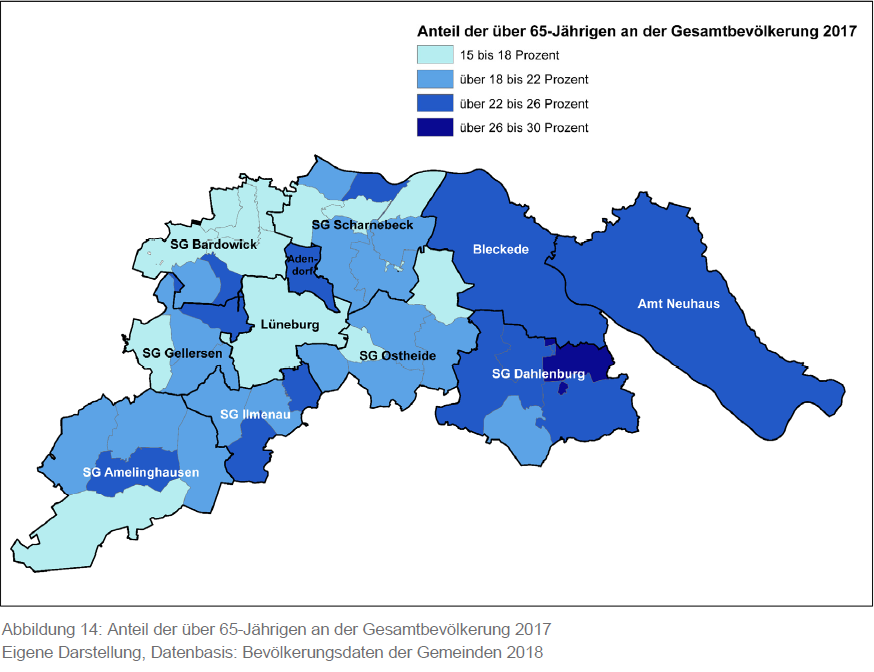 Anteil der über 65-Jährigen an der Gesamtbevölkerung 2017
15 bis 18 Prozent
über 18 bis 22 Prozent
über 22 bis 26 Prozent
über 26 bis 30 Prozent
SG Scharnebeck
SG Bardowick
Bleckede
Aden-
dorf
Amt Neuhaus
Lüneburg
SG Gellersen
SG Ostheide
SG Dahlenburg
SG Ilmenau
SG Amelinghausen
Abbildung 14: Anteil der über 65-Jährigen an der Gesamtbevölkerung 2017
Eigene Darstellung, Datenbasis: Bevölkerungsdaten der Gemeinden 2018